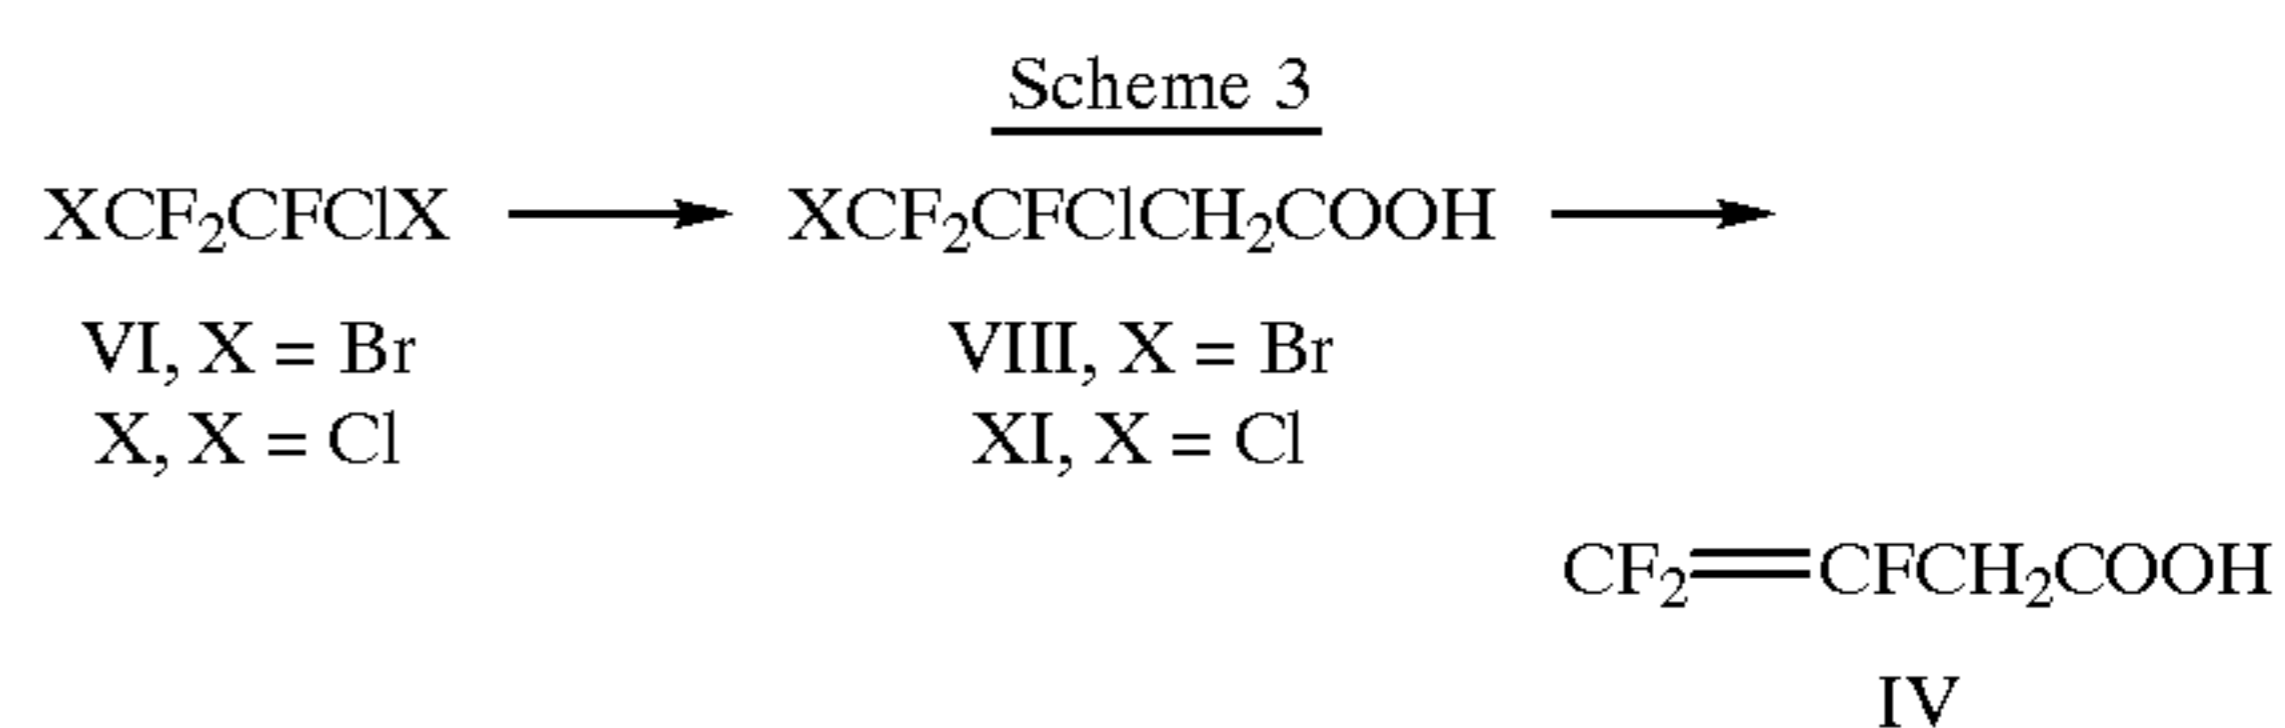 Scheme 3
XCF₂CFClX ⟶ XCF₂CFClCH₂COOH ⟶
VI, X = Br VIII, X = Br
X, X = Cl XI, X = Cl
CF₂=CFCH₂COOH
IV